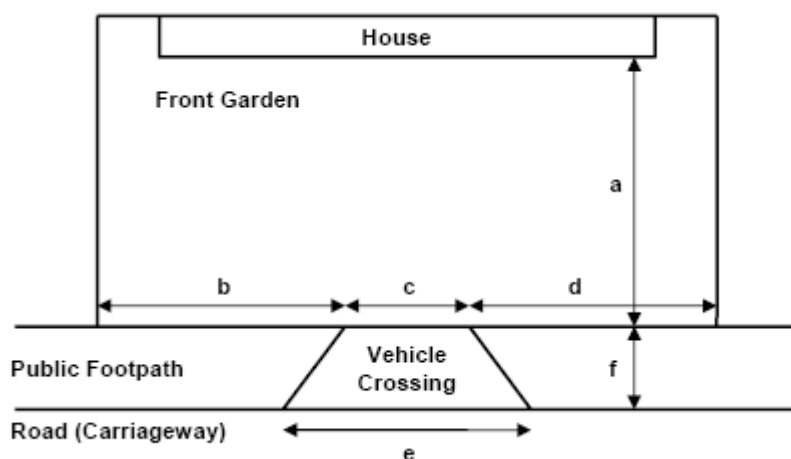 House
Front Garden
a
b
c
d
Public Footpath
Vehicle
Crossing
f
Road (Carriageway)
e